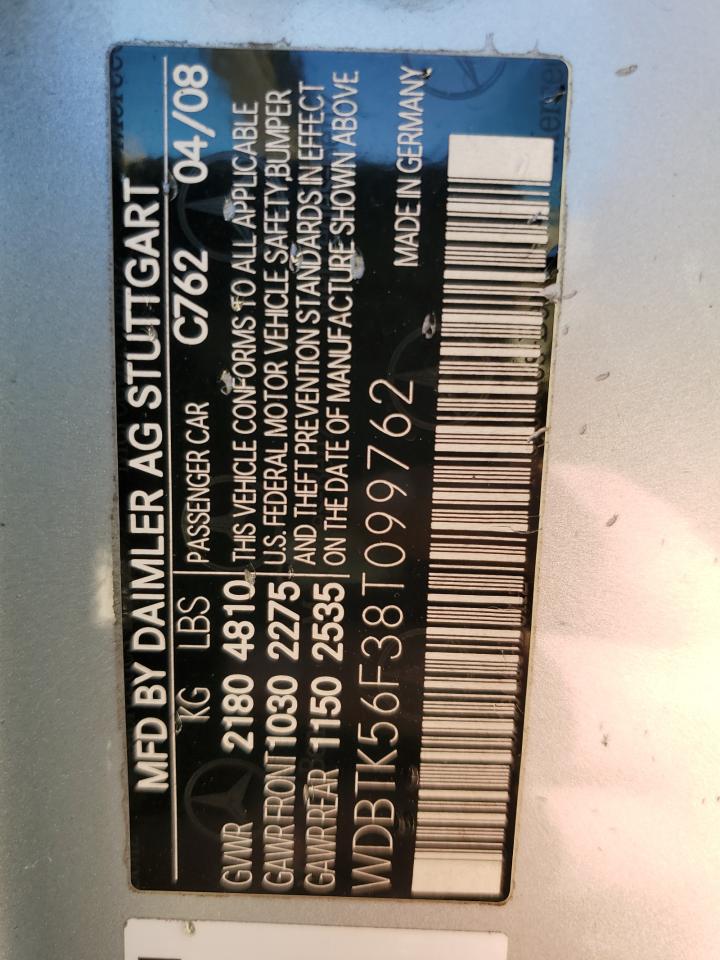 MFD BY DAIMLER AG STUTTGART
KG LBS PASSENGER CAR C762 04/08
GVWR 2180 4810 THIS VEHICLE CONFORMS TO ALL APPLICABLE
GAWR FRONT 1030 2275 U.S. FEDERAL MOTOR VEHICLE SAFETY, BUMPER
GAWR REAR 1150 2535 AND THEFT PREVENTION STANDARDS IN EFFECT
ON THE DATE OF MANUFACTURE SHOWN ABOVE.
WDBTK56F38T099762 MADE IN GERMANY